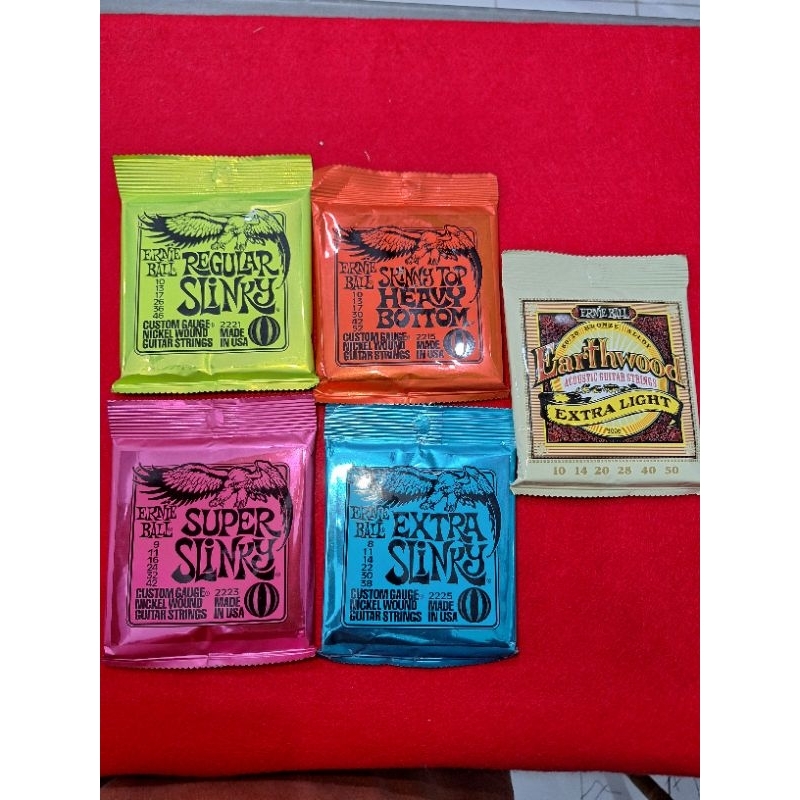 ERNIE
BALL
REGULAR
SLINKY
10
13
17
26
36
46
CUSTOM GAUGE
NICKEL WOUND
GUITAR STRINGS
2221
MADE
IN USA
ERNIE
BALL
SKINNY TOP
HEAVY
BOTTOM
10
13
17
30
42
52
CUSTOM GAUGE
NICKEL WOUND
GUITAR STRINGS
2215
MADE
IN USA
ERNIE BALL
80/20 BRONZE ALLOY
Earthwood
ACOUSTIC GUITAR STRINGS
EXTRA LIGHT
P2006
10 14 20 28 40 50
ERNIE
BALL
SUPER
SLINKY
9
11
16
24
32
42
CUSTOM GAUGE
NICKEL WOUND
GUITAR STRINGS
2223
MADE
IN USA
ERNIE
BALL
EXTRA
SLINKY
8
11
14
22
30
38
CUSTOM GAUGE
NICKEL WOUND
GUITAR STRINGS
2225
MADE
IN USA